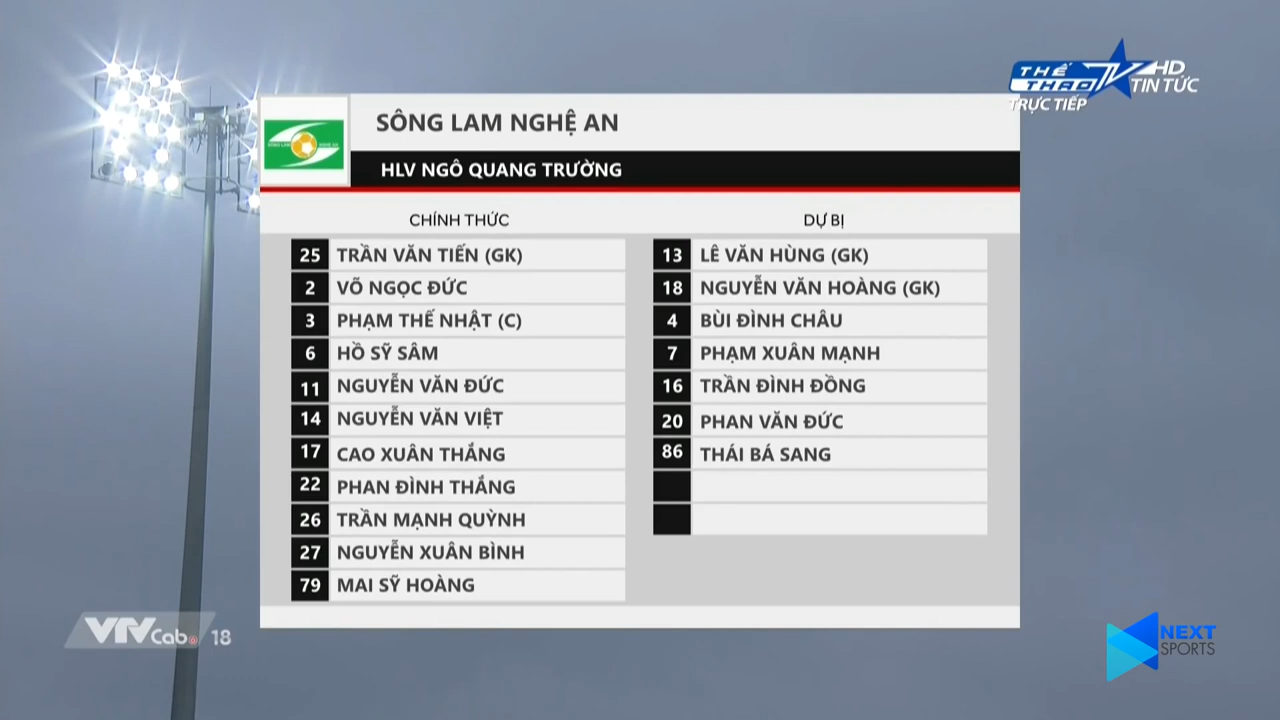 THỂ THAO TV HD
TIN TỨC
TRỰC TIẾP
SÔNG LAM NGHỆ AN
SÔNG LAM NGHỆ AN
HLV NGÔ QUANG TRƯỜNG
CHÍNH THỨC
25 TRẦN VĂN TIẾN (GK)
2 VÕ NGỌC ĐỨC
3 PHẠM THẾ NHẬT (C)
6 HỒ SỸ SÂM
11 NGUYỄN VĂN ĐỨC
14 NGUYỄN VĂN VIỆT
17 CAO XUÂN THẮNG
22 PHAN ĐÌNH THẮNG
26 TRẦN MẠNH QUỲNH
27 NGUYỄN XUÂN BÌNH
79 MAI SỸ HOÀNG
DỰ BỊ
13 LÊ VĂN HÙNG (GK)
18 NGUYỄN VĂN HOÀNG (GK)
4 BÙI ĐÌNH CHÂU
7 PHẠM XUÂN MẠNH
16 TRẦN ĐÌNH ĐỒNG
20 PHAN VĂN ĐỨC
86 THÁI BÁ SANG
VTVCab 18
NEXT
SPORTS